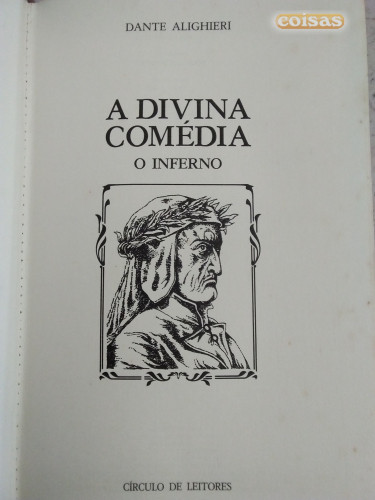 coisas
DANTE ALIGHIERI
A DIVINA
COMÉDIA
O INFERNO
CÍRCULO DE LEITORES